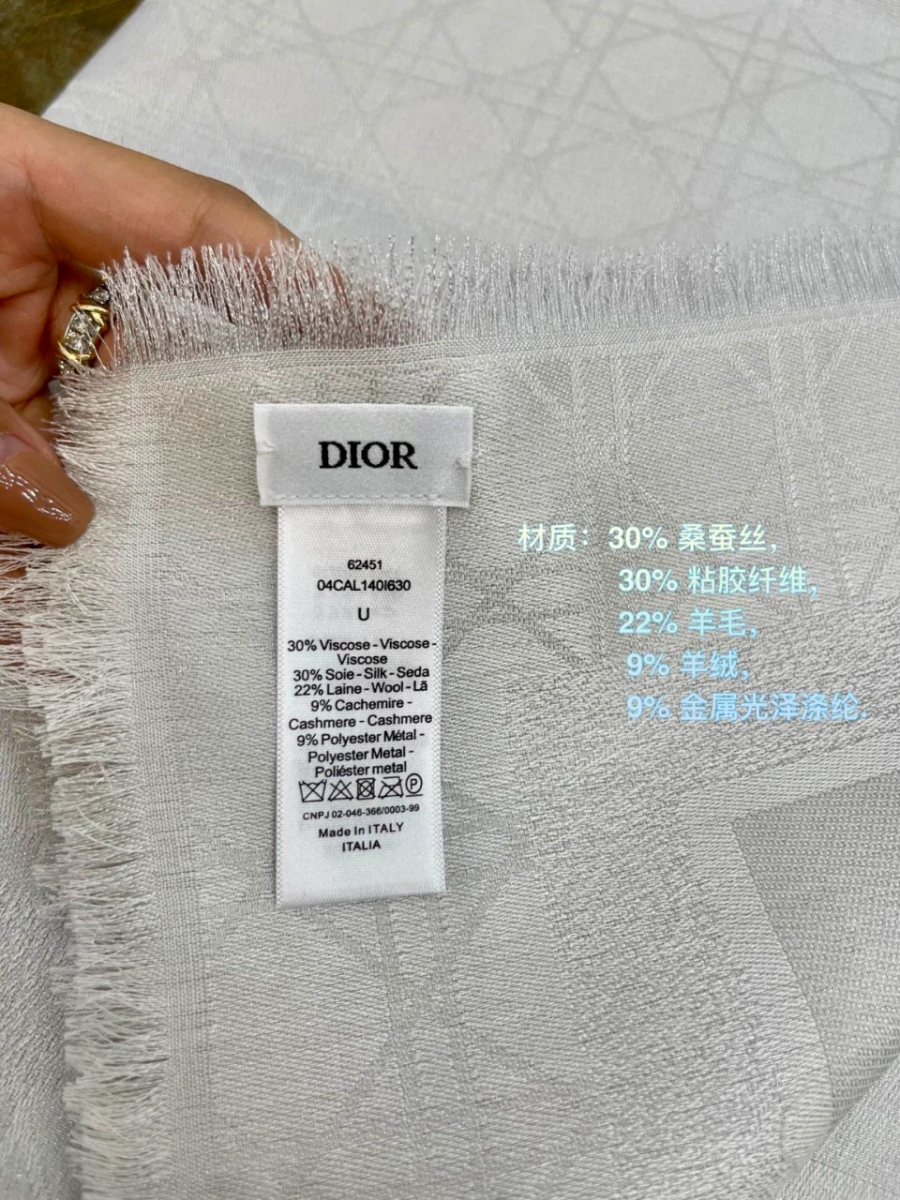 DIOR
62451
04CAL140I630
U
30% Viscose - Viscose -
Viscose
30% Soie - Silk - Seda
22% Laine - Wool - Lã
9% Cachemire -
Cashmere - Cashmere
9% Polyester Métal -
Polyester Metal -
Poliéster metal
P
CNPJ 02-046-366/0003-99
Made In ITALY
ITALIA
材质：30% 桑蚕丝，
30% 粘胶纤维，
22% 羊毛，
9% 羊绒，
9% 金属光泽涤纶.